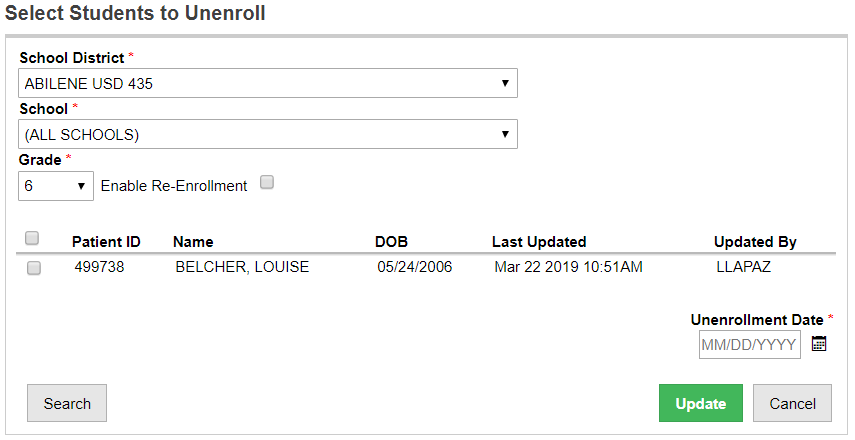 Select Students to Unenroll
School District *
ABILENE USD 435
School *
(ALL SCHOOLS)
Grade *
6 Enable Re-Enrollment
Patient ID Name DOB Last Updated Updated By
499738 BELCHER, LOUISE 05/24/2006 Mar 22 2019 10:51AM LLAPAZ
Unenrollment Date *
MM/DD/YYYY
Search Update Cancel